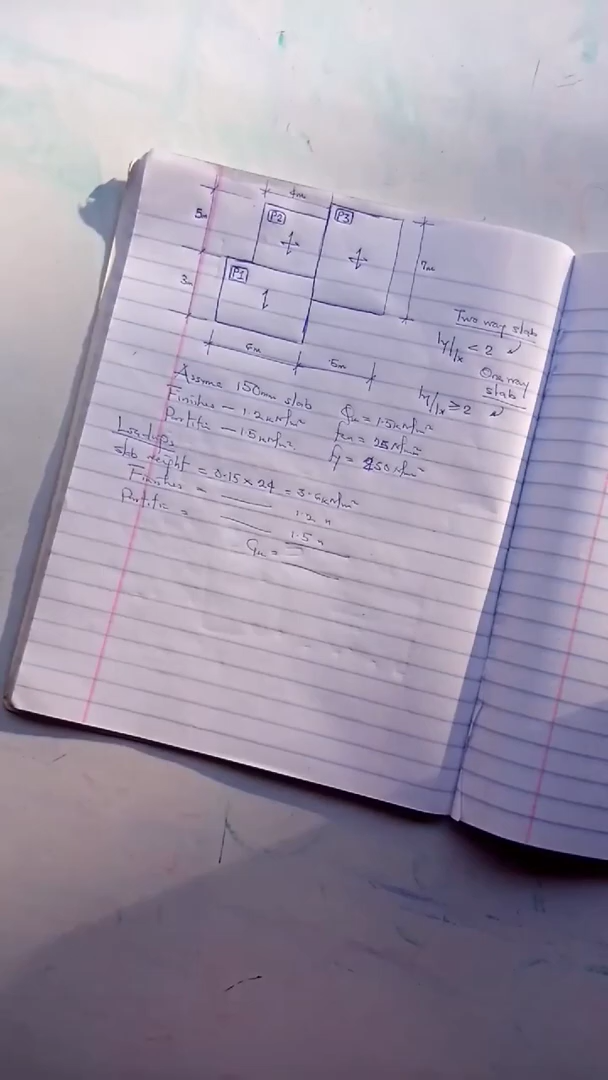 4m
5m
P2
P3
7m
3m
P1
6m
5m
Two way slab
ly/lx < 2
One way
slab
ly/lx ≥ 2
Assume 150mm slab
Finishes - 1.2 kN/m²
Qk = 1.5 kN/m²
Partitn - 1.5 kN/m²
fcu = 25 N/mm²
fy = 250 N/mm²
Loadings
slab weight = 0.15 x 24 = 3.6 kN/m²
Finishes = 1.2 "
Partitn = 1.5 "
Gk =